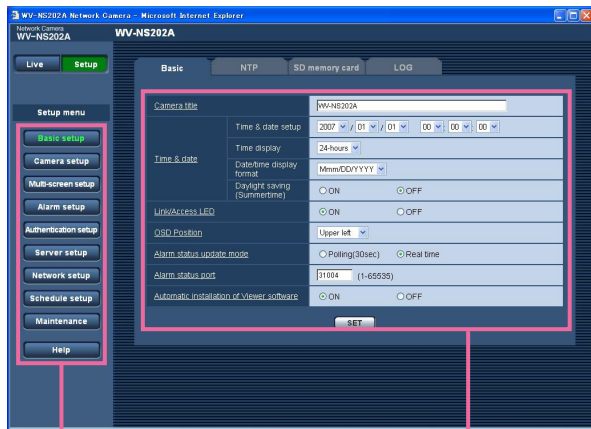 WV-NS202A Network Camera - Microsoft Internet Explorer
Network Camera
WV-NS202A
WV-NS202A
Live
Setup
Setup menu
Basic setup
Camera setup
Multi-screen setup
Alarm setup
Authentication setup
Server setup
Network setup
Schedule setup
Maintenance
Help
Basic
NTP
SD memory card
LOG
Camera title
WV-NS202A
Time & date
Time & date setup
2007 / 01 / 01 00 : 00 : 00
Time display
24-hours
Date/time display format
Mmm/DD/YYYY
Daylight saving (Summertime)
ON OFF
Link/Access LED
ON OFF
OSD Position
Upper left
Alarm status update mode
Polling(30sec) Real time
Alarm status port
31004 (1-65535)
Automatic installation of Viewer software
ON OFF
SET